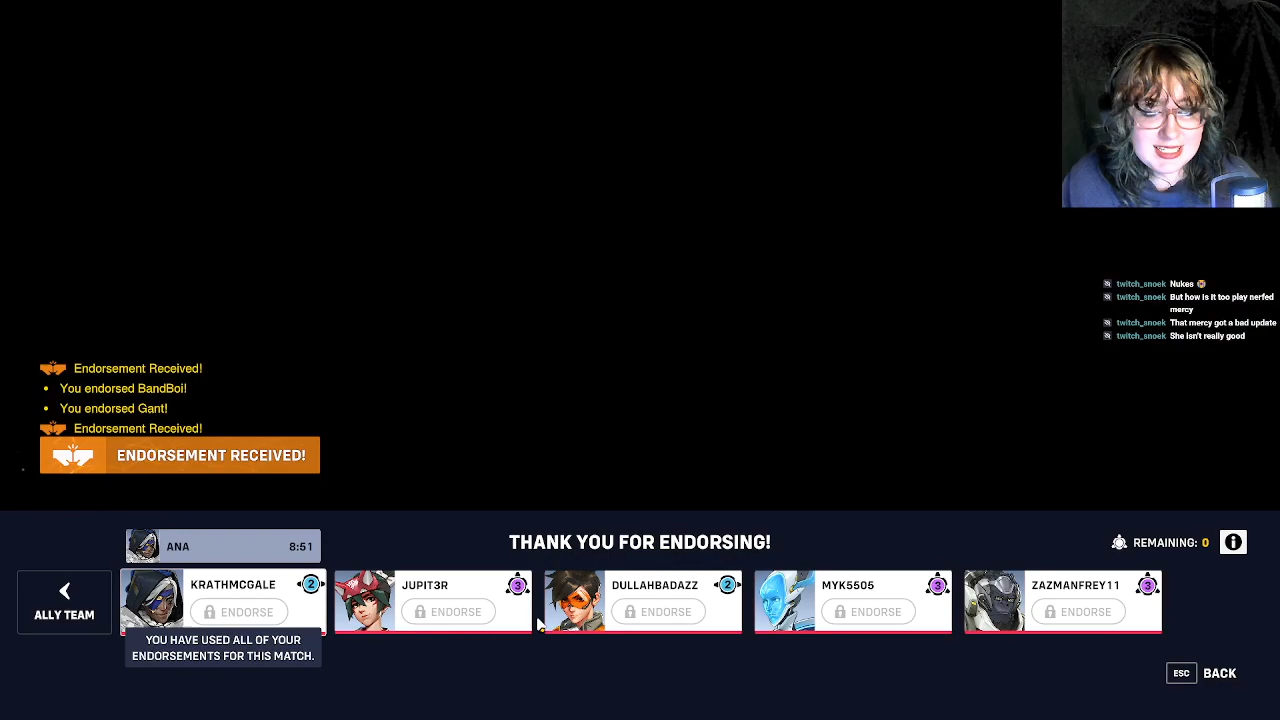 twitch_snoek Nukes
twitch_snoek But how is it too play nerfed
mercy
twitch_snoek That mercy got a bad update
twitch_snoek She isn't really good
Endorsement Received!
• You endorsed BandBoi!
• You endorsed Gant!
Endorsement Received!
ENDORSEMENT RECEIVED!
THANK YOU FOR ENDORSING!
REMAINING: 0
ANA 8:51
ALLY TEAM
KRATHMCGALE 2
ENDORSE
JUPIT3R 3
ENDORSE
DULLAHBADAZZ 2
ENDORSE
MYK5505 3
ENDORSE
ZAZMANFREY11 3
ENDORSE
YOU HAVE USED ALL OF YOUR
ENDORSEMENTS FOR THIS MATCH.
ESC BACK